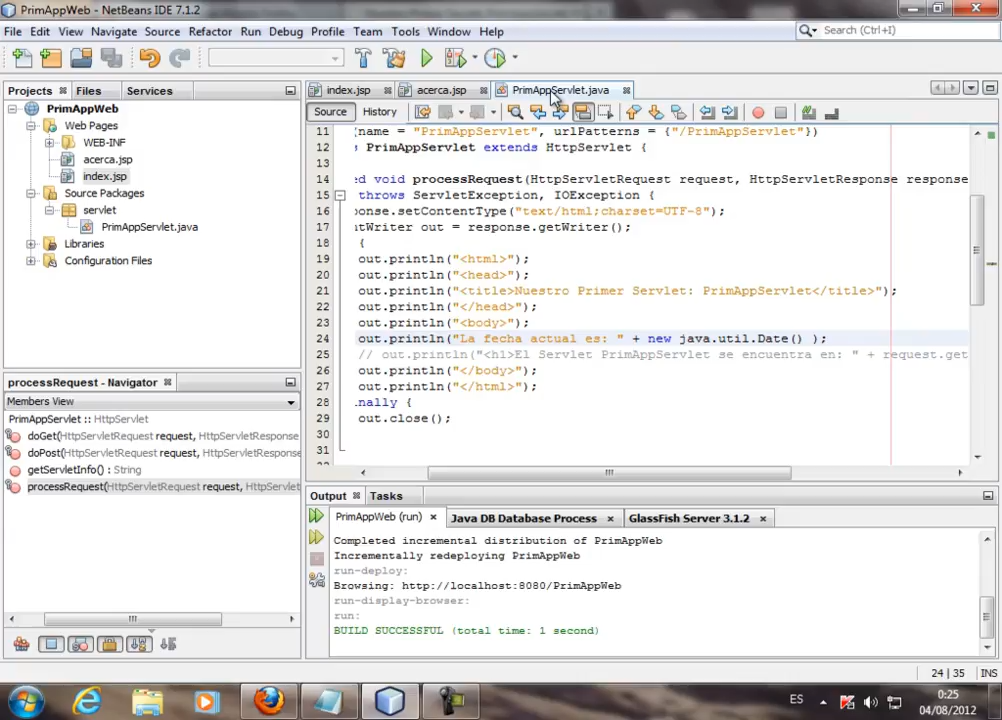 PrimAppWeb - NetBeans IDE 7.1.2
File Edit View Navigate Source Refactor Run Debug Profile Team Tools Window Help
Search (Ctrl+I)
Projects Files Services
index.jsp acerca.jsp PrimAppServlet.java
Source History
PrimAppWeb
Web Pages
WEB-INF
acerca.jsp
index.jsp
Source Packages
servlet
PrimAppServlet.java
Libraries
Configuration Files
11 (name = "PrimAppServlet", urlPatterns = {"/PrimAppServlet"})
12 PrimAppServlet extends HttpServlet {
13
14 ed void processRequest(HttpServletRequest request, HttpServletResponse response
15 throws ServletException, IOException {
16 ponse.setContentType("text/html;charset=UTF-8");
17 ntWriter out = response.getWriter();
18 {
19 out.println("<html>");
20 out.println("<head>");
21 out.println("<title>Nuestro Primer Servlet: PrimAppServlet</title>");
22 out.println("</head>");
23 out.println("<body>");
24 out.println("La fecha actual es: " + new java.util.Date() );
25 // out.println("<h1>El Servlet PrimAppServlet se encuentra en: " + request.get
26 out.println("</body>");
27 out.println("</html>");
28 nally {
29 out.close();
30
31
processRequest - Navigator
Members View
PrimAppServlet :: HttpServlet
doGet(HttpServletRequest request, HttpServletResponse
doPost(HttpServletRequest request, HttpServletResponse
getServletInfo() : String
processRequest(HttpServletRequest request, HttpServlet
Output Tasks
PrimAppWeb (run) Java DB Database Process GlassFish Server 3.1.2
Completed incremental distribution of PrimAppWeb
Incrementally redeploying PrimAppWeb
run-deploy:
Browsing: http://localhost:8080/PrimAppWeb
run-display-browser:
run:
BUILD SUCCESSFUL (total time: 1 second)
24 | 35 INS
ES
0:25
04/08/2012